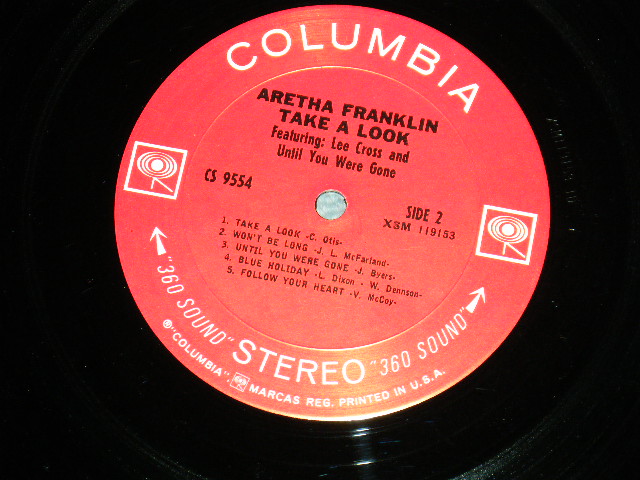 COLUMBIA
ARETHA FRANKLIN
TAKE A LOOK
Featuring: Lee Cross and
Until You Were Gone
CS 9554
SIDE 2
XSM 119153
1. TAKE A LOOK -C. Otis-
2. WON'T BE LONG -J. L. McFarland-
3. UNTIL YOU WERE GONE -J. Byers-
4. BLUE HOLIDAY -L. Dixon - W. Dennson-
5. FOLLOW YOUR HEART -V. McCoy-
"360 SOUND" STEREO "360 SOUND"
®"COLUMBIA", MARCAS REG. PRINTED IN U.S.A.